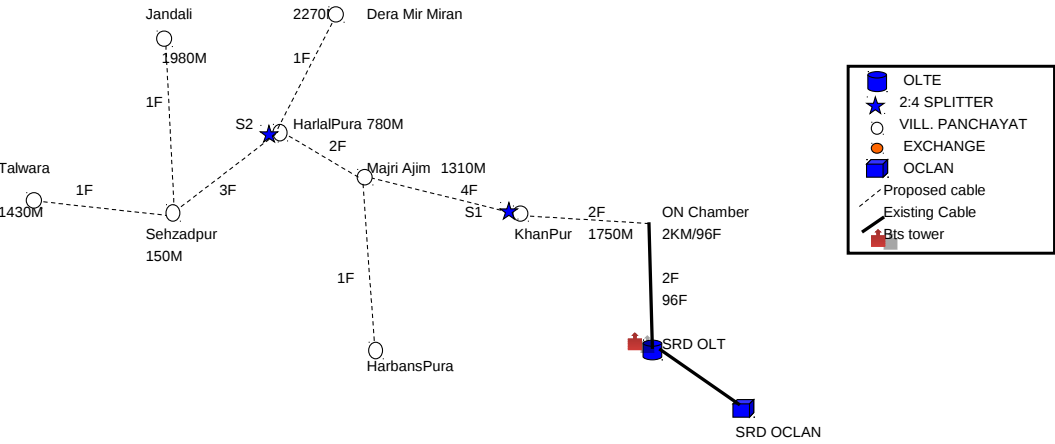 Jandali
2270M
Dera Mir Miran
1980M
1F
1F
S2
HarlalPura 780M
2F
Talwara
1F
3F
Majri Ajim 1310M
4F
1430M
S1
2F
ON Chamber
Sehzadpur
KhanPur
1750M
2KM/96F
150M
1F
2F
96F
SRD OLT
HarbansPura
SRD OCLAN
OLTE
2:4 SPLITTER
VILL. PANCHAYAT
EXCHANGE
OCLAN
Proposed cable
Existing Cable
Bts tower